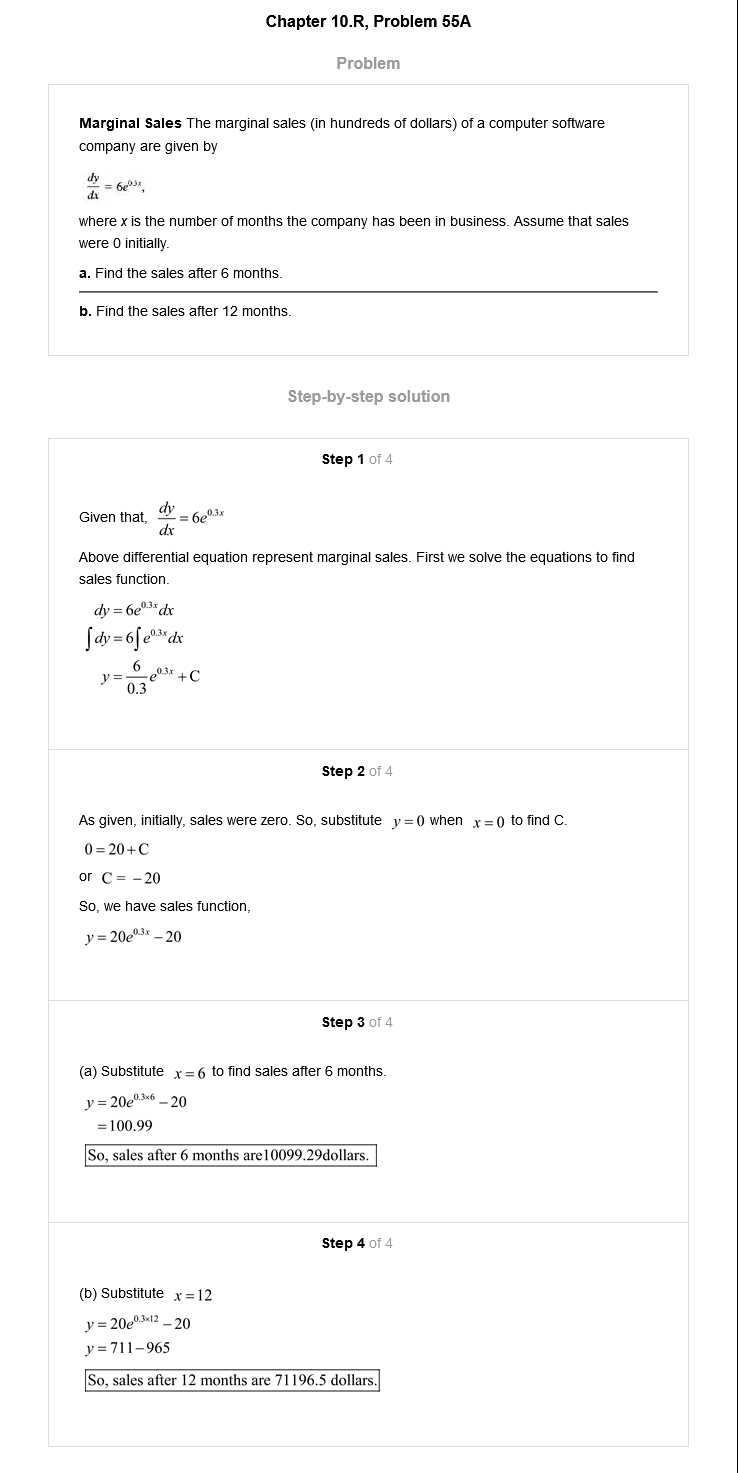 Chapter 10.R, Problem 55A
Problem
Marginal Sales The marginal sales (in hundreds of dollars) of a computer software
company are given by
dy/dx = 6e^0.3x,
where x is the number of months the company has been in business. Assume that sales
were 0 initially.
a. Find the sales after 6 months.
b. Find the sales after 12 months.
Step-by-step solution
Step 1 of 4
Given that, dy/dx = 6e^0.3x
Above differential equation represent marginal sales. First we solve the equations to find
sales function.
dy = 6e^0.3x dx
∫dy = 6∫e^0.3x dx
y = 6/0.3 e^0.3x + C
Step 2 of 4
As given, initially, sales were zero. So, substitute y = 0 when x = 0 to find C.
0 = 20 + C
or C = −20
So, we have sales function,
y = 20e^0.3x − 20
Step 3 of 4
(a) Substitute x = 6 to find sales after 6 months.
y = 20e^0.3×6 − 20
= 100.99
So, sales after 6 months are10099.29dollars.
Step 4 of 4
(b) Substitute x = 12
y = 20e^0.3×12 − 20
y = 711−965
So, sales after 12 months are 71196.5 dollars.